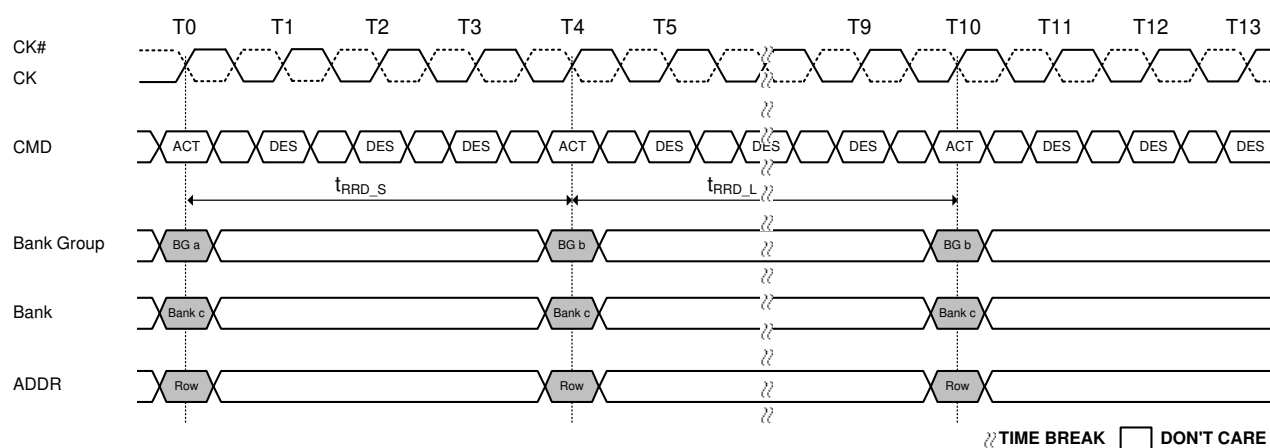 T0 T1 T2 T3 T4 T5 T9 T10 T11 T12 T13
CK#
CK
CMD ACT DES DES DES ACT DES DES DES ACT DES DES DES
tRRD_S tRRD_L
Bank Group BG a BG b BG b
Bank Bank c Bank c Bank c
ADDR Row Row Row
TIME BREAK DON'T CARE